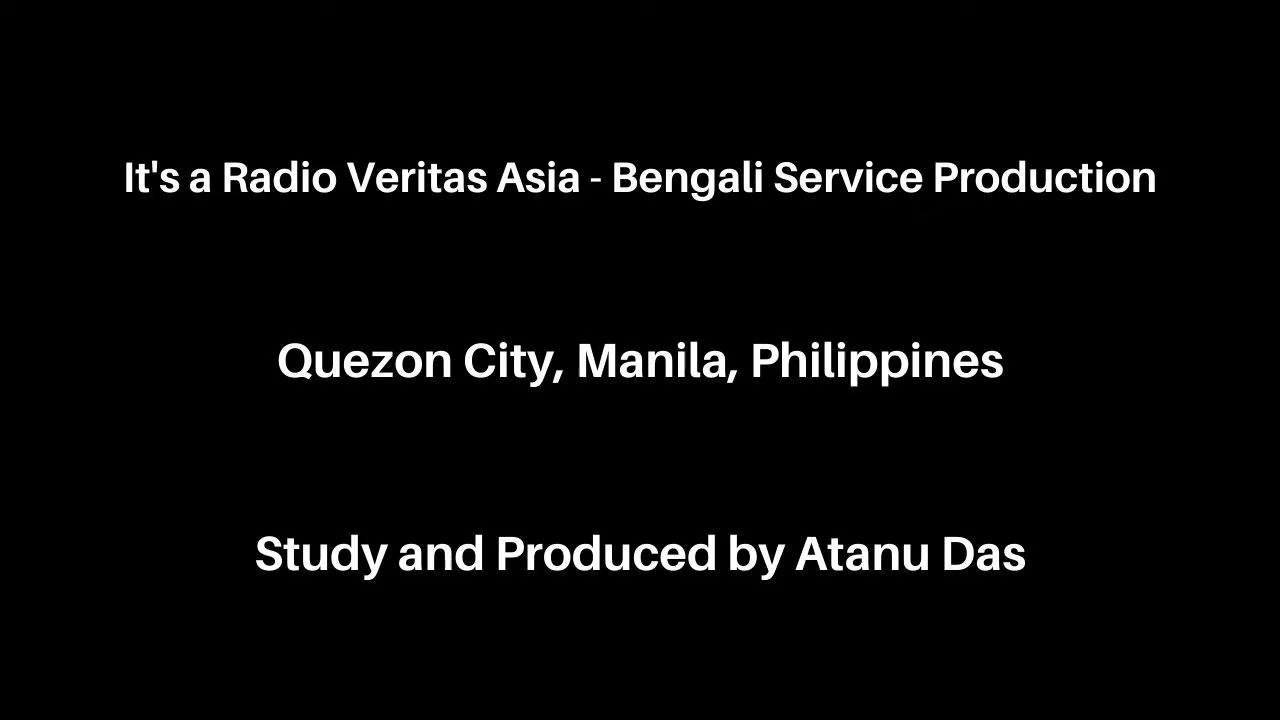 It's a Radio Veritas Asia - Bengali Service Production
Quezon City, Manila, Philippines
Study and Produced by Atanu Das